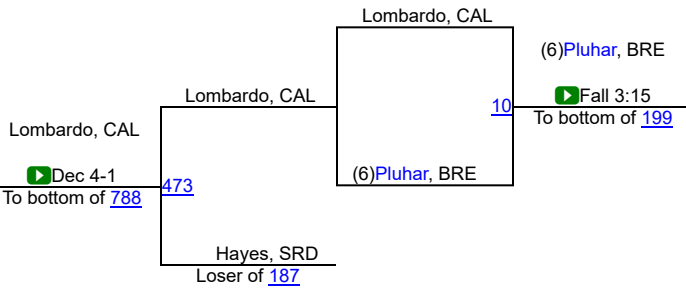 Lombardo, CAL
(6)Pluhar, BRE
Lombardo, CAL
10
Fall 3:15
To bottom of 199
Lombardo, CAL
Dec 4-1
(6)Pluhar, BRE
473
To bottom of 788
Hayes, SRD
Loser of 187